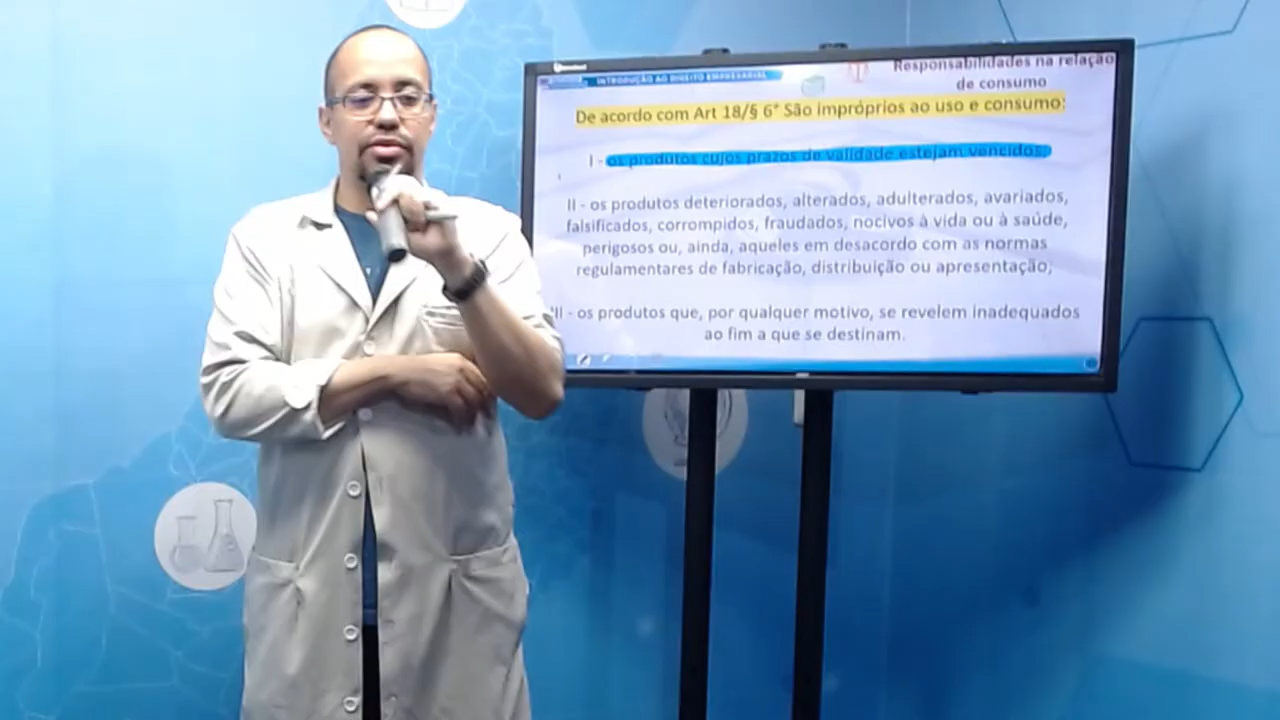 INTRODUÇÃO AO DIREITO EMPRESARIAL
Responsabilidades na relação
de consumo
De acordo com Art 18/§ 6° São impróprios ao uso e consumo:
I - os produtos cujos prazos de validade estejam vencidos;
II - os produtos deteriorados, alterados, adulterados, avariados,
falsificados, corrompidos, fraudados, nocivos à vida ou à saúde,
perigosos ou, ainda, aqueles em desacordo com as normas
regulamentares de fabricação, distribuição ou apresentação;
III - os produtos que, por qualquer motivo, se revelem inadequados
ao fim a que se destinam.